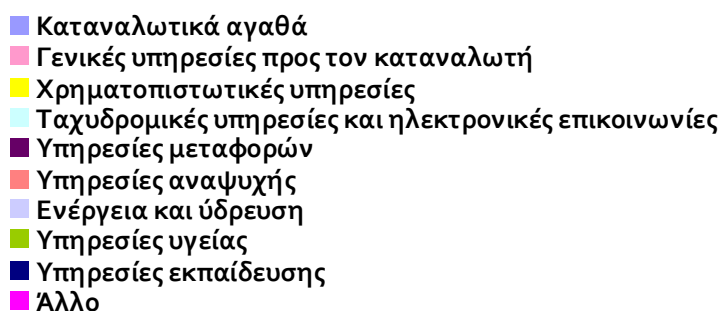 Καταναλωτικά αγαθά
Γενικές υπηρεσίες προς τον καταναλωτή
Χρηματοπιστωτικές υπηρεσίες
Ταχυδρομικές υπηρεσίες και ηλεκτρονικές επικοινωνίες
Υπηρεσίες μεταφορών
Υπηρεσίες αναψυχής
Ενέργεια και ύδρευση
Υπηρεσίες υγείας
Υπηρεσίες εκπαίδευσης
Άλλο